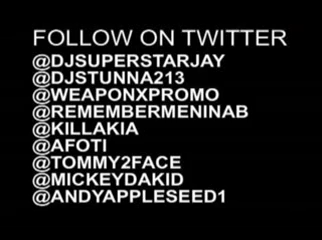 FOLLOW ON TWITTER
@DJSUPERSTARJAY
@DJSTUNNA213
@WEAPONXPROMO
@REMEMBERMENINAB
@KILLAKIA
@AFOTI
@TOMMY2FACE
@MICKEYDAKID
@ANDYAPPLESEED1